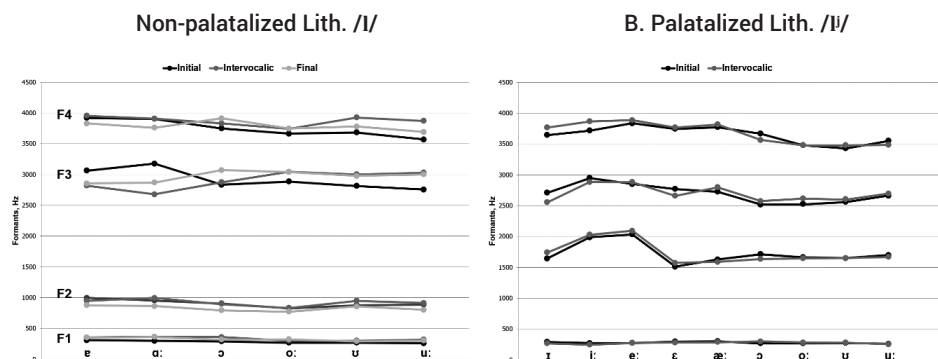 Non-palatalized Lith. /I/
Initial Intervocalic Final
4500
4000
3500
3000
2500
2000
1500
1000
500
0
Formants, Hz
F4
F3
F2
F1
ɐ ɑː ɔ oː ʊ uː
B. Palatalized Lith. /lʲ/
Initial Intervocalic
4500
4000
3500
3000
2500
2000
1500
1000
500
0
Formants, Hz
ɪ iː eː ɛ æː ɔ oː ʊ uː